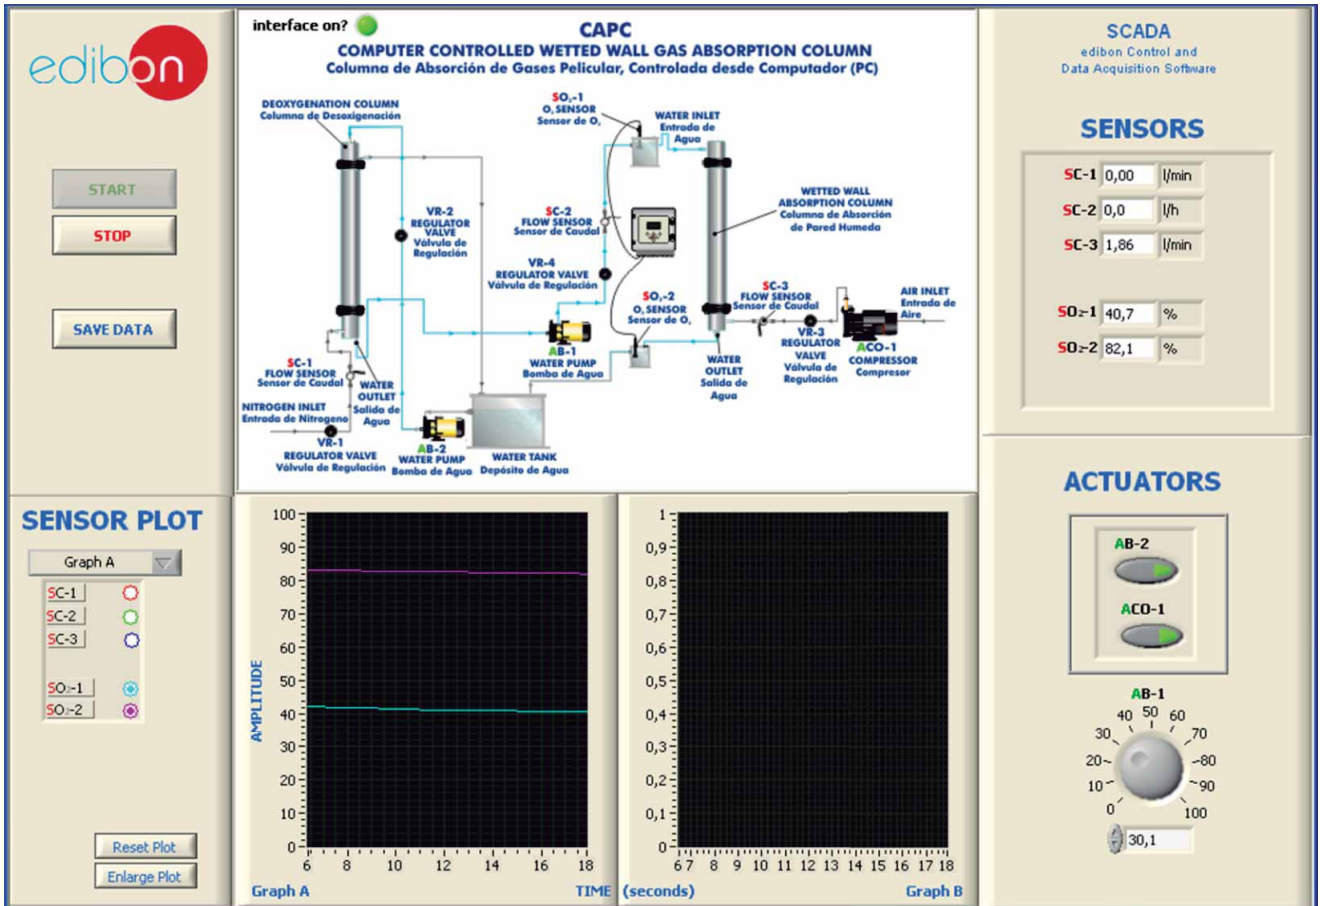 edibon
START
STOP
SAVE DATA
interface on?
CAPC
COMPUTER CONTROLLED WETTED WALL GAS ABSORPTION COLUMN
Columna de Absorción de Gases Pelicular, Controlada desde Computador (PC)
DEOXYGENATION COLUMN
Columna de Desoxigenación
SO₂-1
O₂ SENSOR
Sensor de O₂
WATER INLET
Entrada de
Agua
VR-2
REGULATOR
VALVE
Válvula de
Regulación
SC-2
FLOW SENSOR
Sensor de Caudal
WETTED WALL
ABSORPTION COLUMN
Columna de Absorción
de Pared Humeda
VR-4
REGULATOR VALVE
Válvula de Regulación
SO₂-2
O₂ SENSOR
Sensor de O₂
SC-3
FLOW SENSOR
Sensor de Caudal
AIR INLET
Entrada de
Aire
VR-3
REGULATOR
VALVE
Válvula de
Regulación
ACO-1
COMPRESSOR
Compresor
AB-1
WATER PUMP
Bomba de Agua
WATER
OUTLET
Salida de
Agua
SC-1
FLOW SENSOR
Sensor de Caudal
WATER
OUTLET
Salida de
Agua
NITROGEN INLET
Entrada de Nitrogeno
VR-1
REGULATOR VALVE
Válvula de Regulación
AB-2
WATER PUMP
Bomba de Agua
WATER TANK
Depósito de Agua
SCADA
edibon Control and
Data Acquisition Software
SENSORS
SC-1 0,00 l/min
SC-2 0,0 l/h
SC-3 1,86 l/min
SO₂-1 40,7 %
SO₂-2 82,1 %
SENSOR PLOT
Graph A
SC-1
SC-2
SC-3
SO₂-1
SO₂-2
Reset Plot
Enlarge Plot
AMPLITUDE
100
90
80
70
60
50
40
30
20
10
0
6 8 10 12 14 16 18
Graph A TIME (seconds) Graph B
1
0,9
0,8
0,7
0,6
0,5
0,4
0,3
0,2
0,1
0
6 7 8 9 10 11 12 13 14 15 16 17 18
ACTUATORS
AB-2
ACO-1
AB-1
0 10 20 30 40 50 60 70 80 90 100
30,1